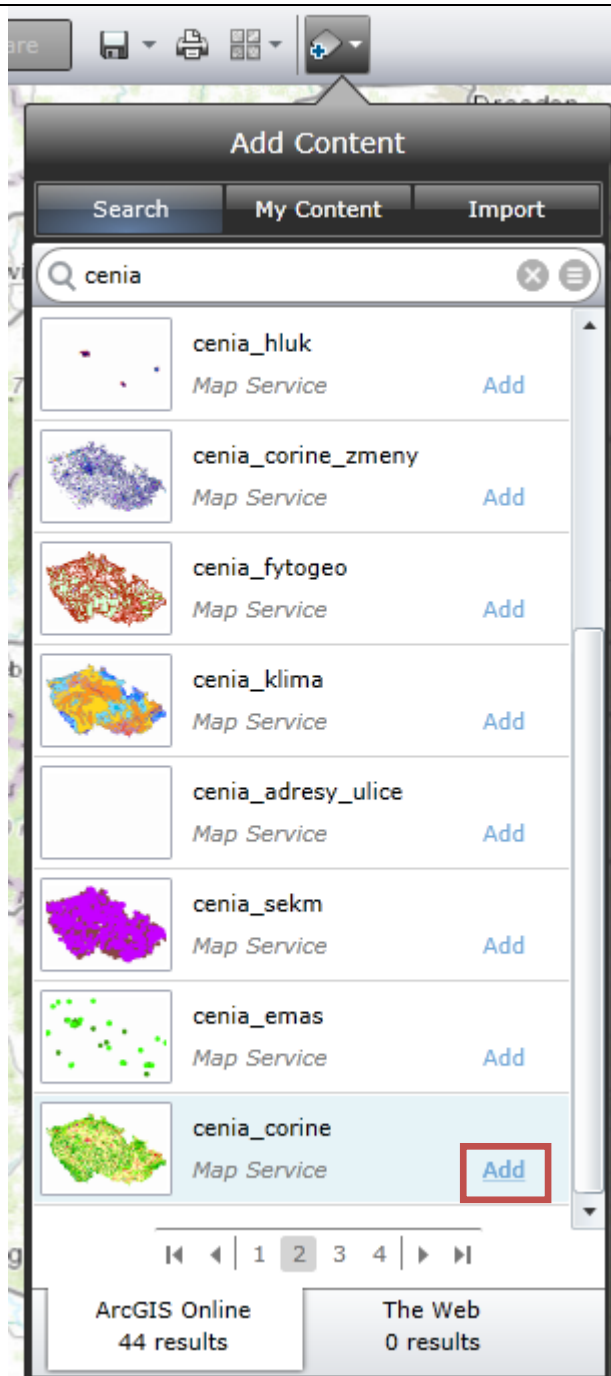 are
Dresden
Add Content
Search My Content Import
cenia
cenia_hluk
Map Service Add
cenia_corine_zmeny
Map Service Add
cenia_fytogeo
Map Service Add
cenia_klima
Map Service Add
cenia_adresy_ulice
Map Service Add
cenia_sekm
Map Service Add
cenia_emas
Map Service Add
cenia_corine
Map Service Add
1 2 3 4
ArcGIS Online The Web
44 results 0 results